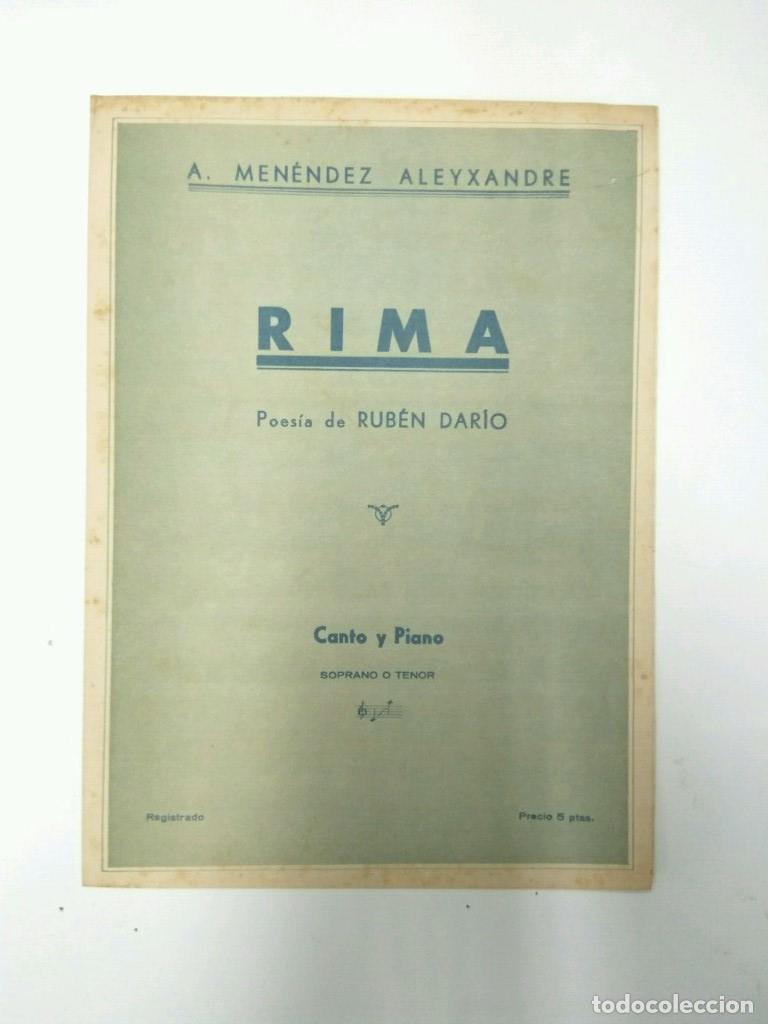 A. MENÉNDEZ ALEYXANDRE
RIMA
Poesía de RUBÉN DARÍO
Canto y Piano
SOPRANO O TENOR
Registrado
Precio 5 ptas.
todocoleccion